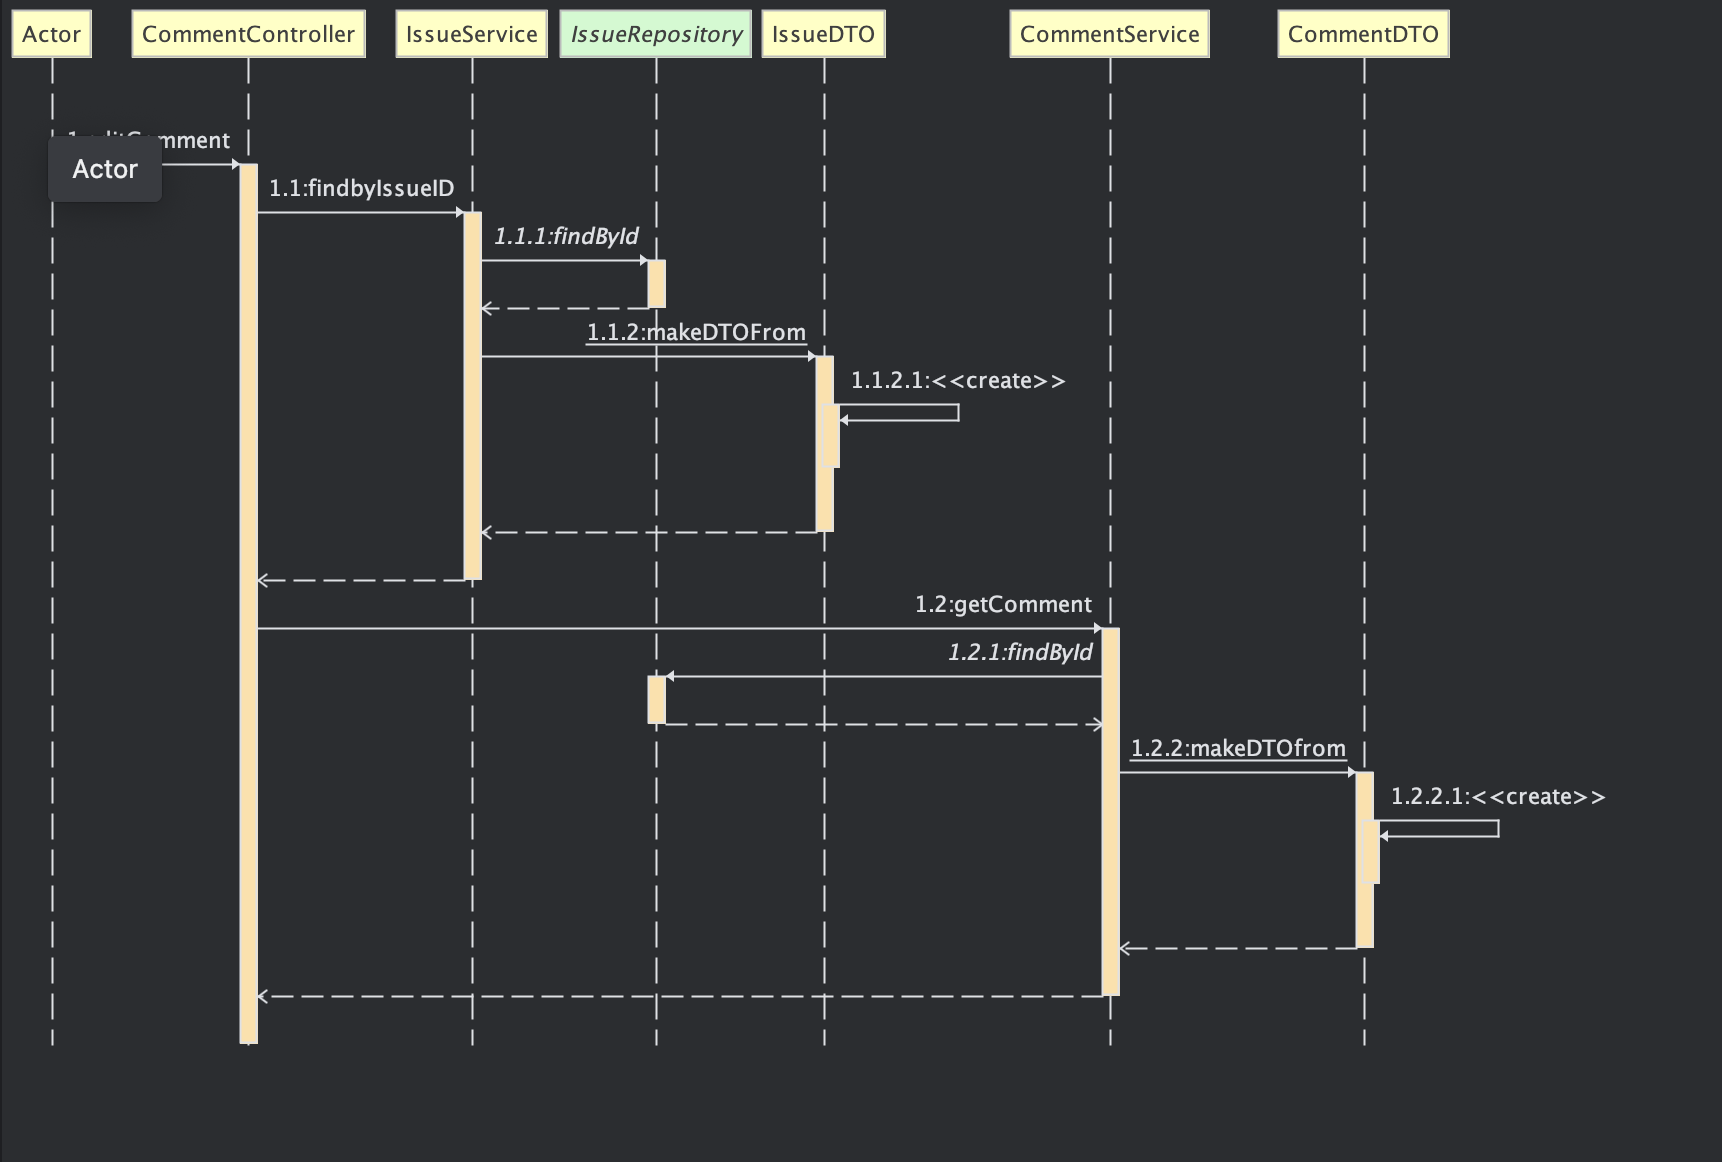 Actor
CommentController
IssueService
IssueRepository
IssueDTO
CommentService
CommentDTO
Actor
1.1:findbyIssueID
1.1.1:findById
1.1.2:makeDTOFrom
1.1.2.1:<<create>>
1.2:getComment
1.2.1:findById
1.2.2:makeDTOfrom
1.2.2.1:<<create>>